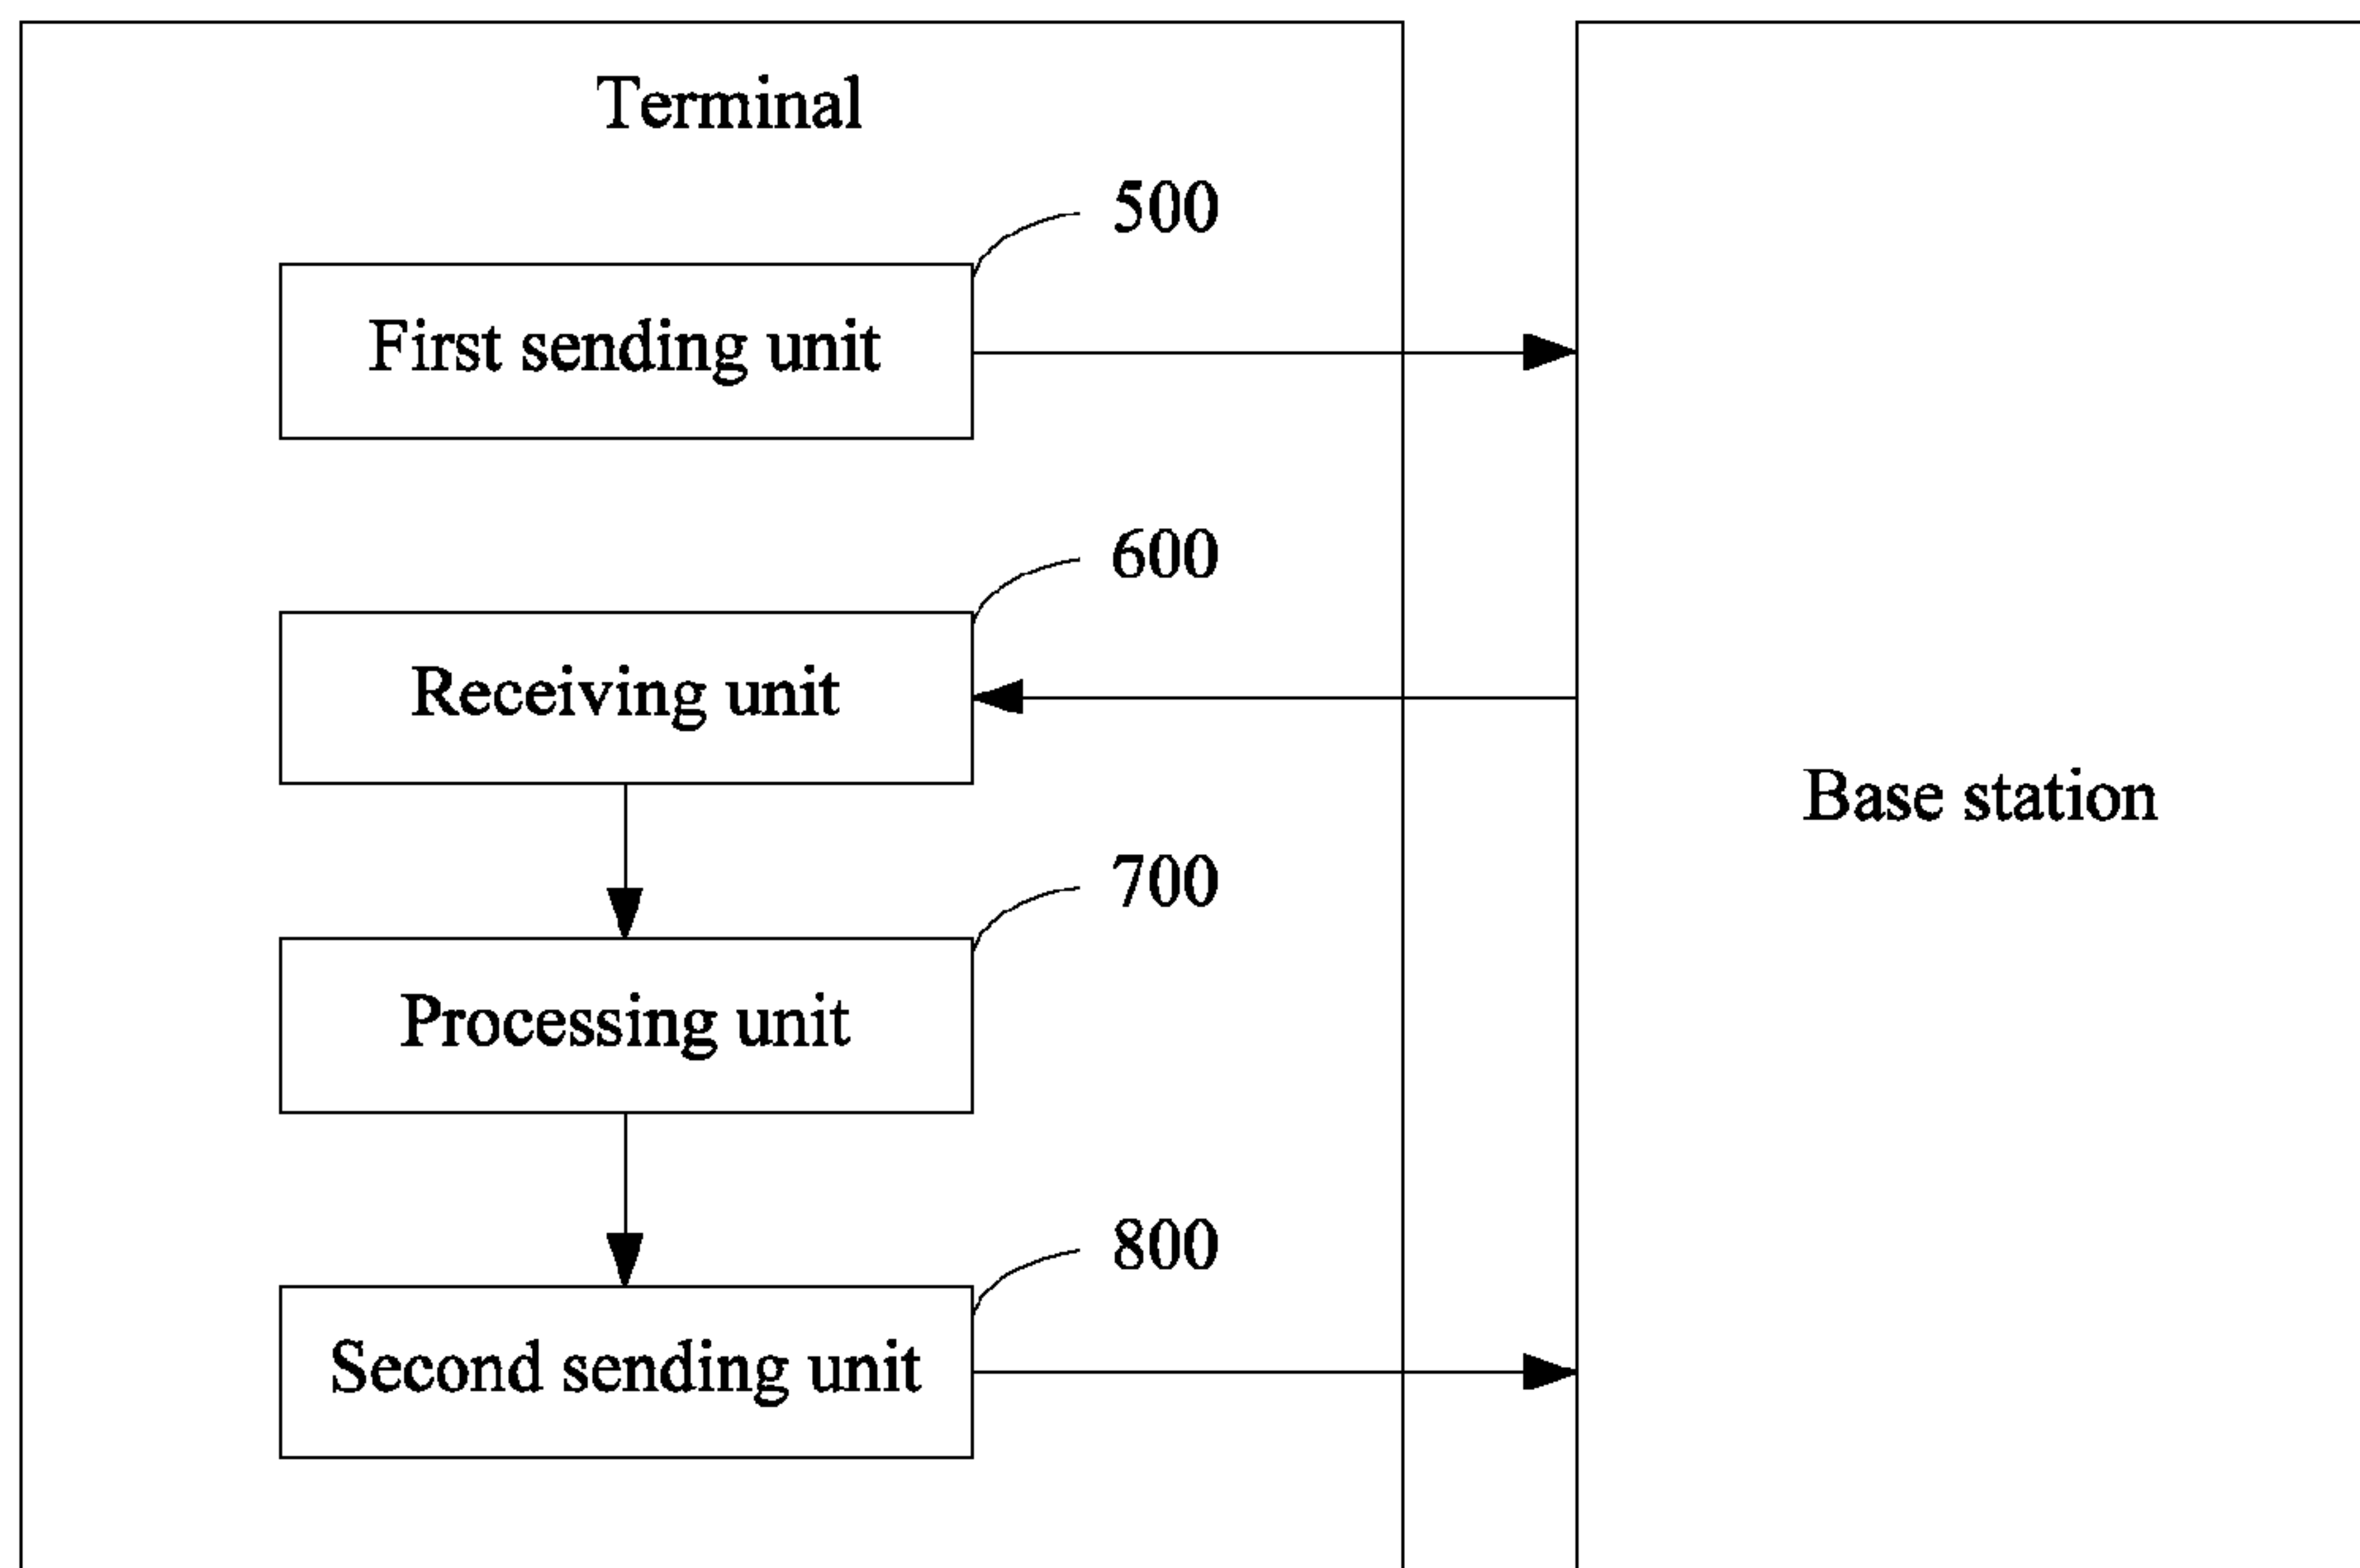 Terminal
500
First sending unit
600
Receiving unit
Base station
700
Processing unit
800
Second sending unit